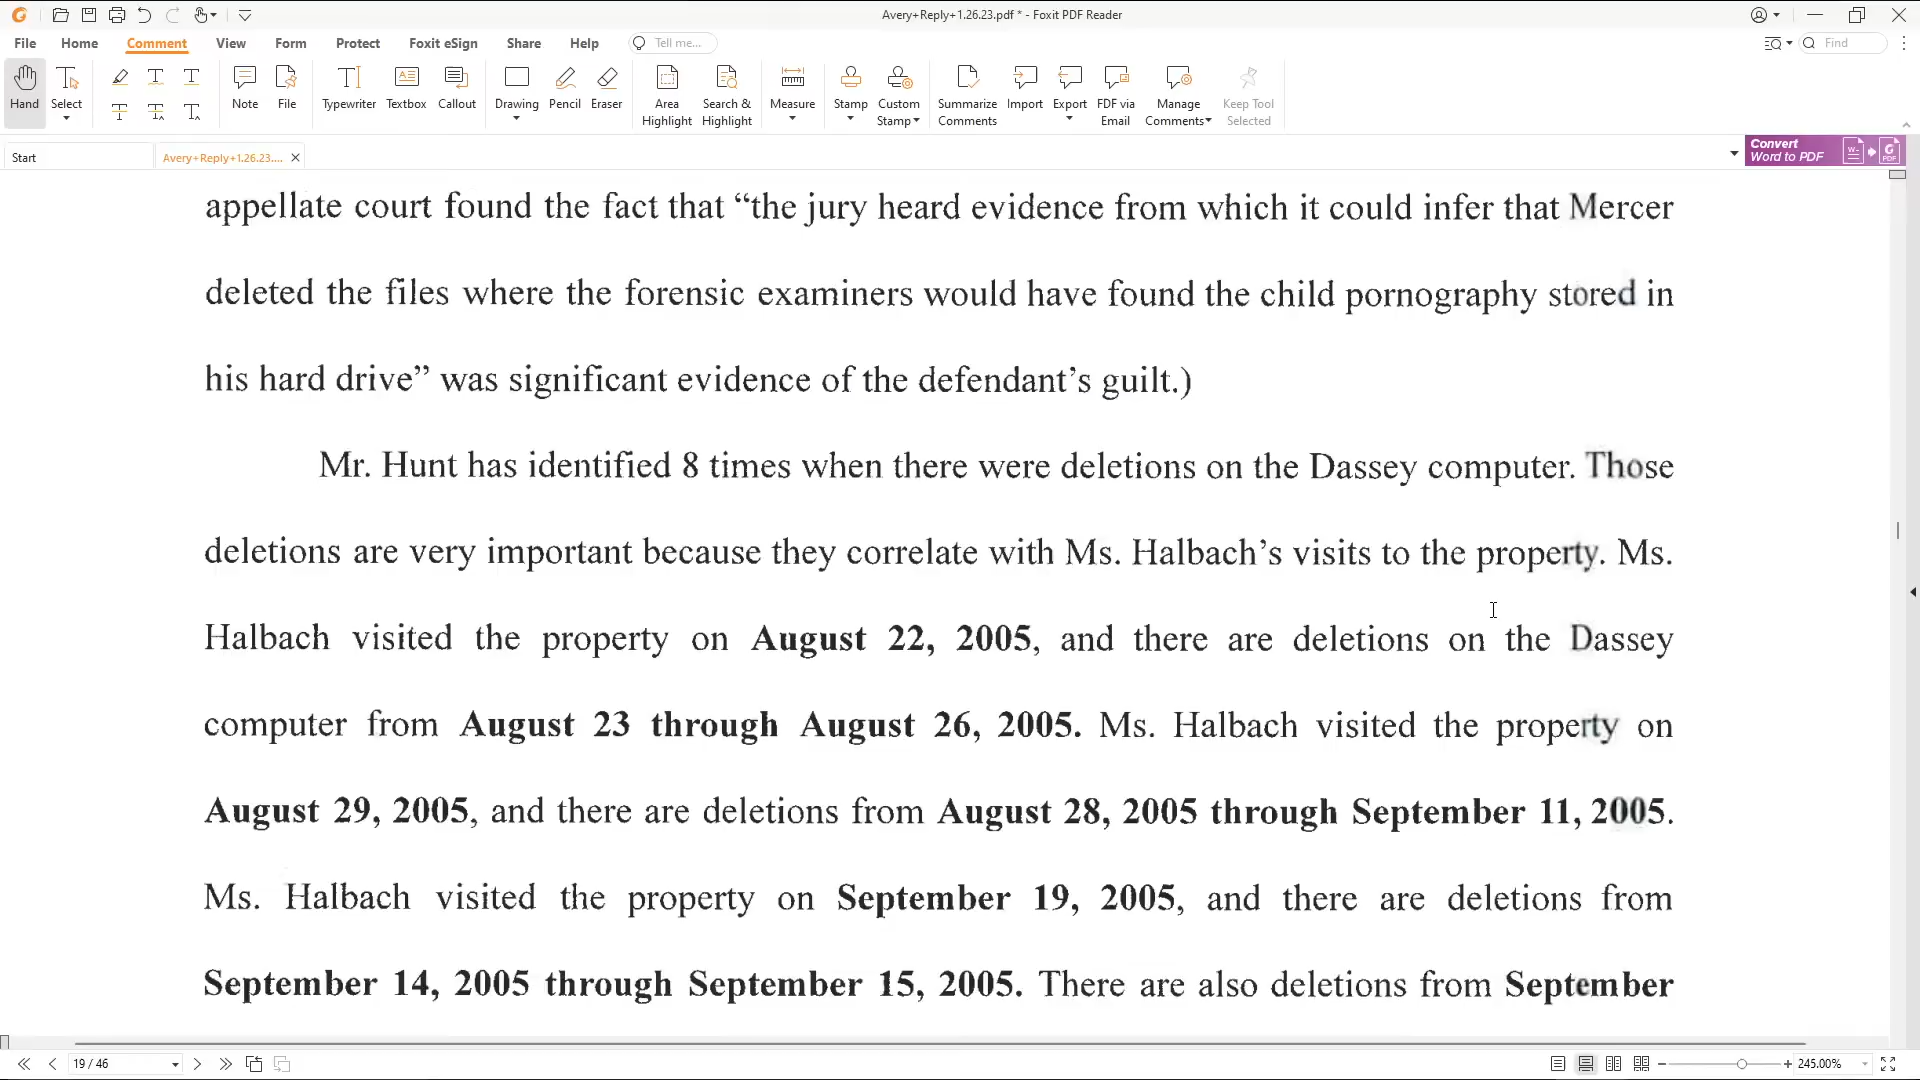 Avery+Reply+1.26.23.pdf * - Foxit PDF Reader
File Home Comment View Form Protect Foxit eSign Share Help Tell me... Find
Hand Select Note File Typewriter Textbox Callout Drawing Pencil Eraser Area Highlight Search & Highlight Measure Stamp Custom Stamp Summarize Comments Import Export FDF via Email Manage Comments Keep Tool Selected
Start Avery+Reply+1.26.23.... Convert Word to PDF
appellate court found the fact that “the jury heard evidence from which it could infer that Mercer
deleted the files where the forensic examiners would have found the child pornography stored in
his hard drive” was significant evidence of the defendant’s guilt.)
Mr. Hunt has identified 8 times when there were deletions on the Dassey computer. Those
deletions are very important because they correlate with Ms. Halbach’s visits to the property. Ms.
Halbach visited the property on August 22, 2005, and there are deletions on the Dassey
computer from August 23 through August 26, 2005. Ms. Halbach visited the property on
August 29, 2005, and there are deletions from August 28, 2005 through September 11, 2005.
Ms. Halbach visited the property on September 19, 2005, and there are deletions from
September 14, 2005 through September 15, 2005. There are also deletions from September
19 / 46 245.00%